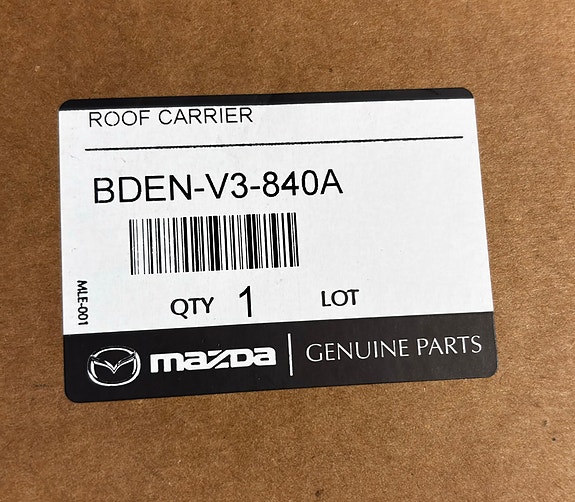 ROOF CARRIER
BDEN-V3-840A
QTY 1 LOT
MLE-001
mazda | GENUINE PARTS